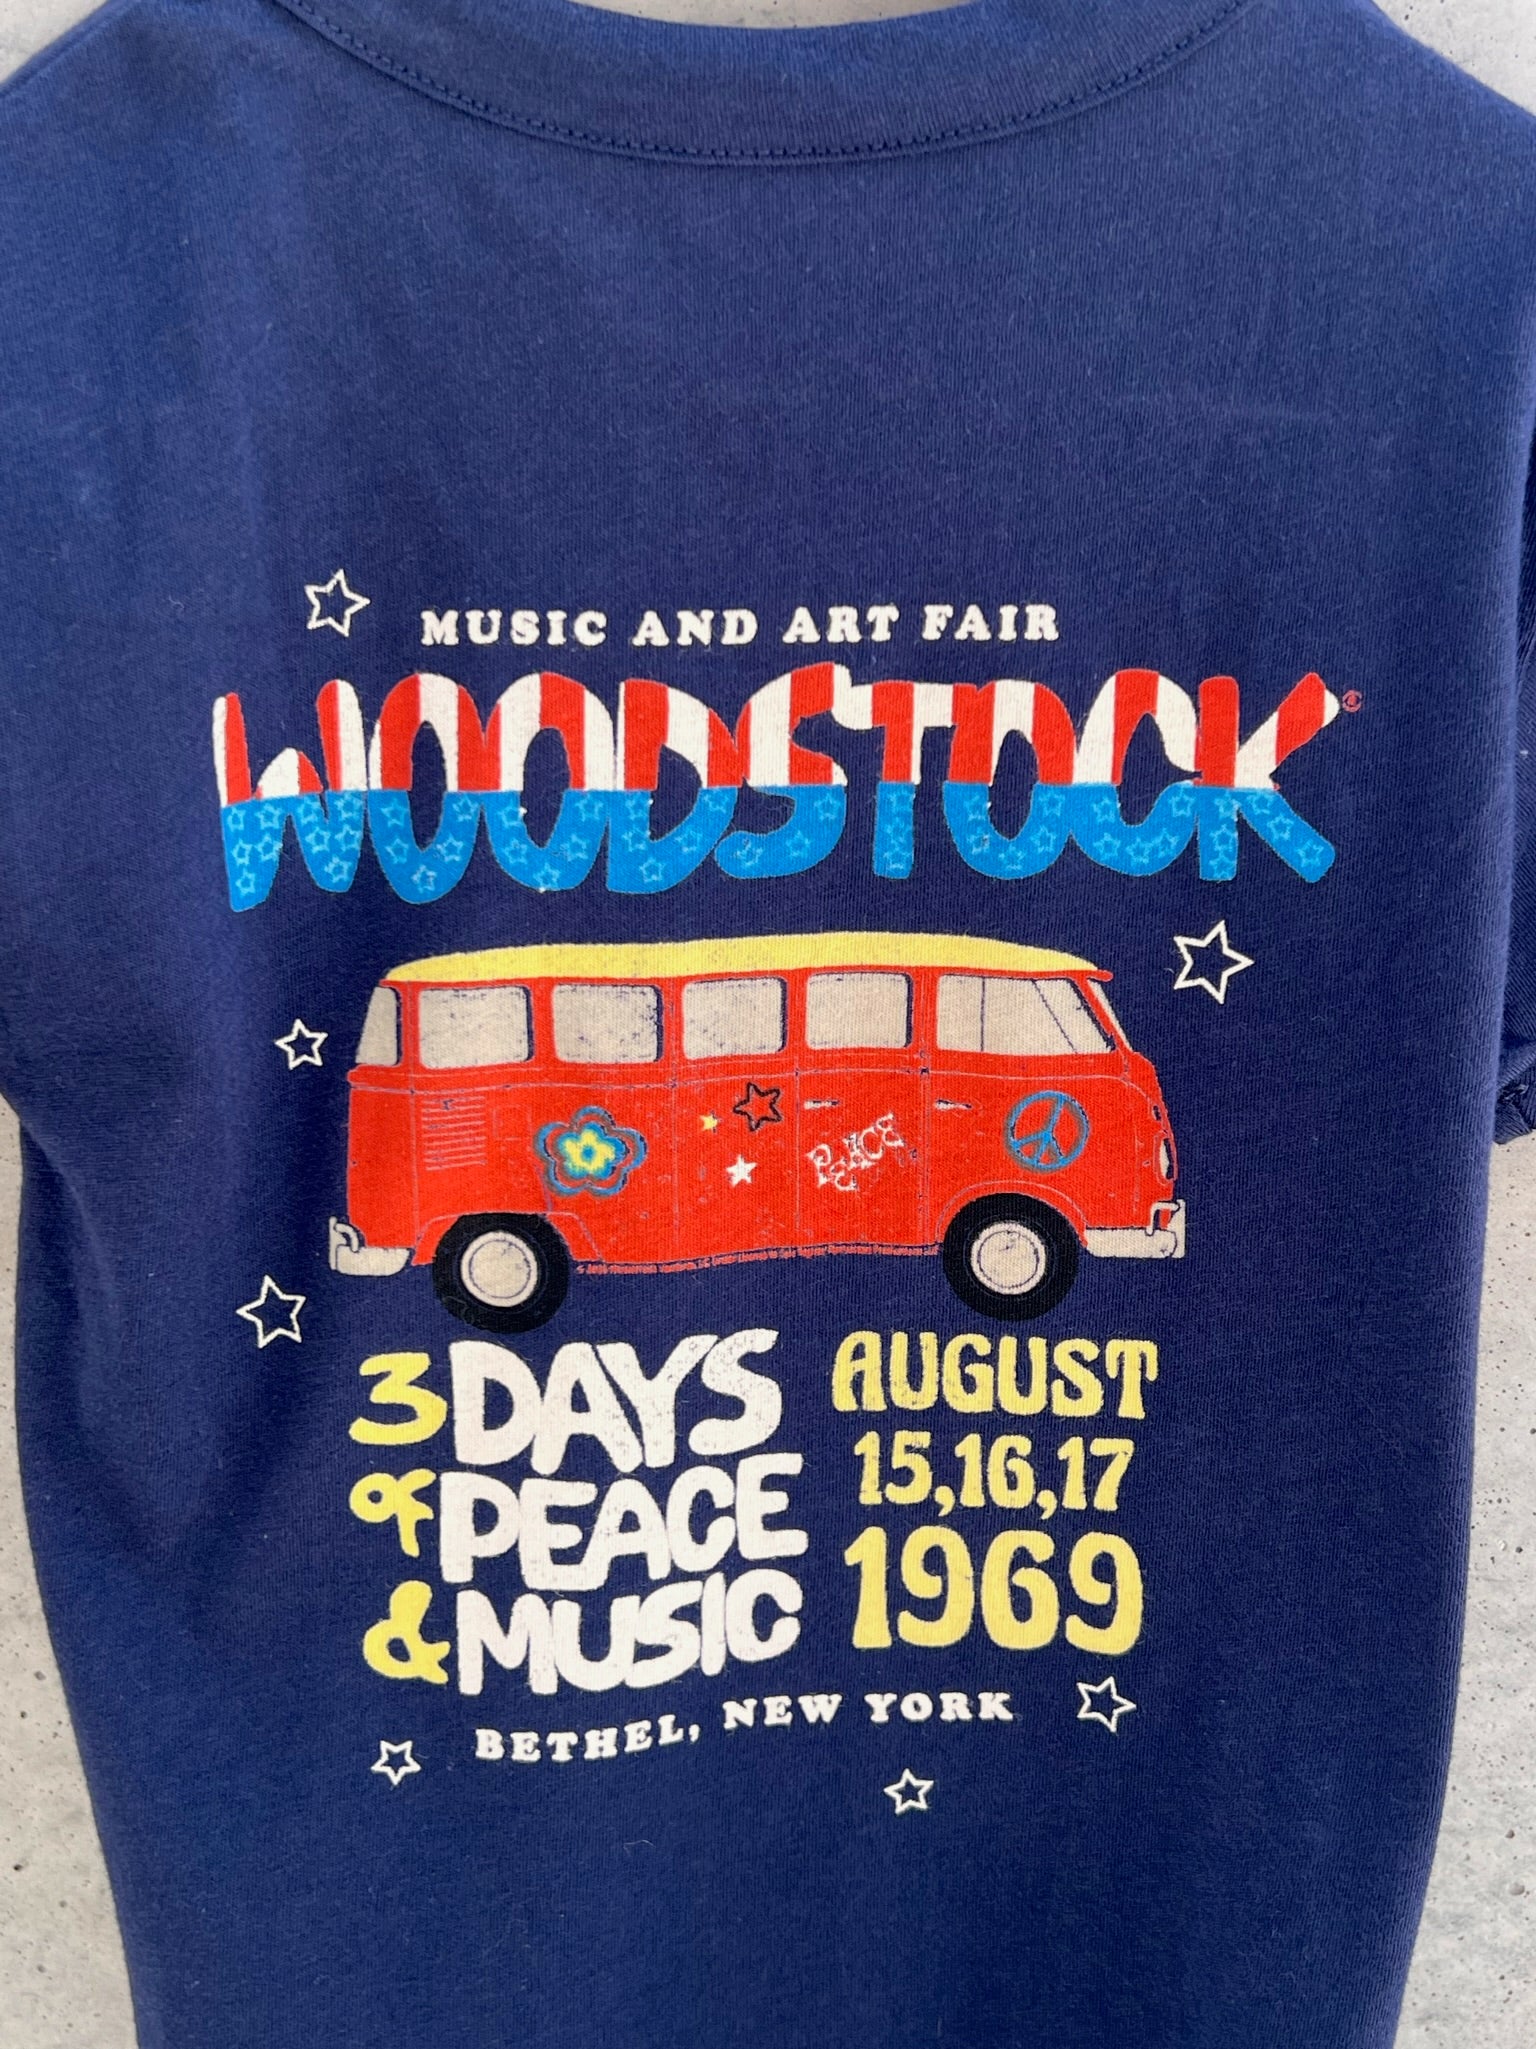 MUSIC AND ART FAIR
WOODSTOCK
PEACE
3 DAYS
of PEACE
& MUSIC
AUGUST
15,16,17
1969
BETHEL, NEW YORK